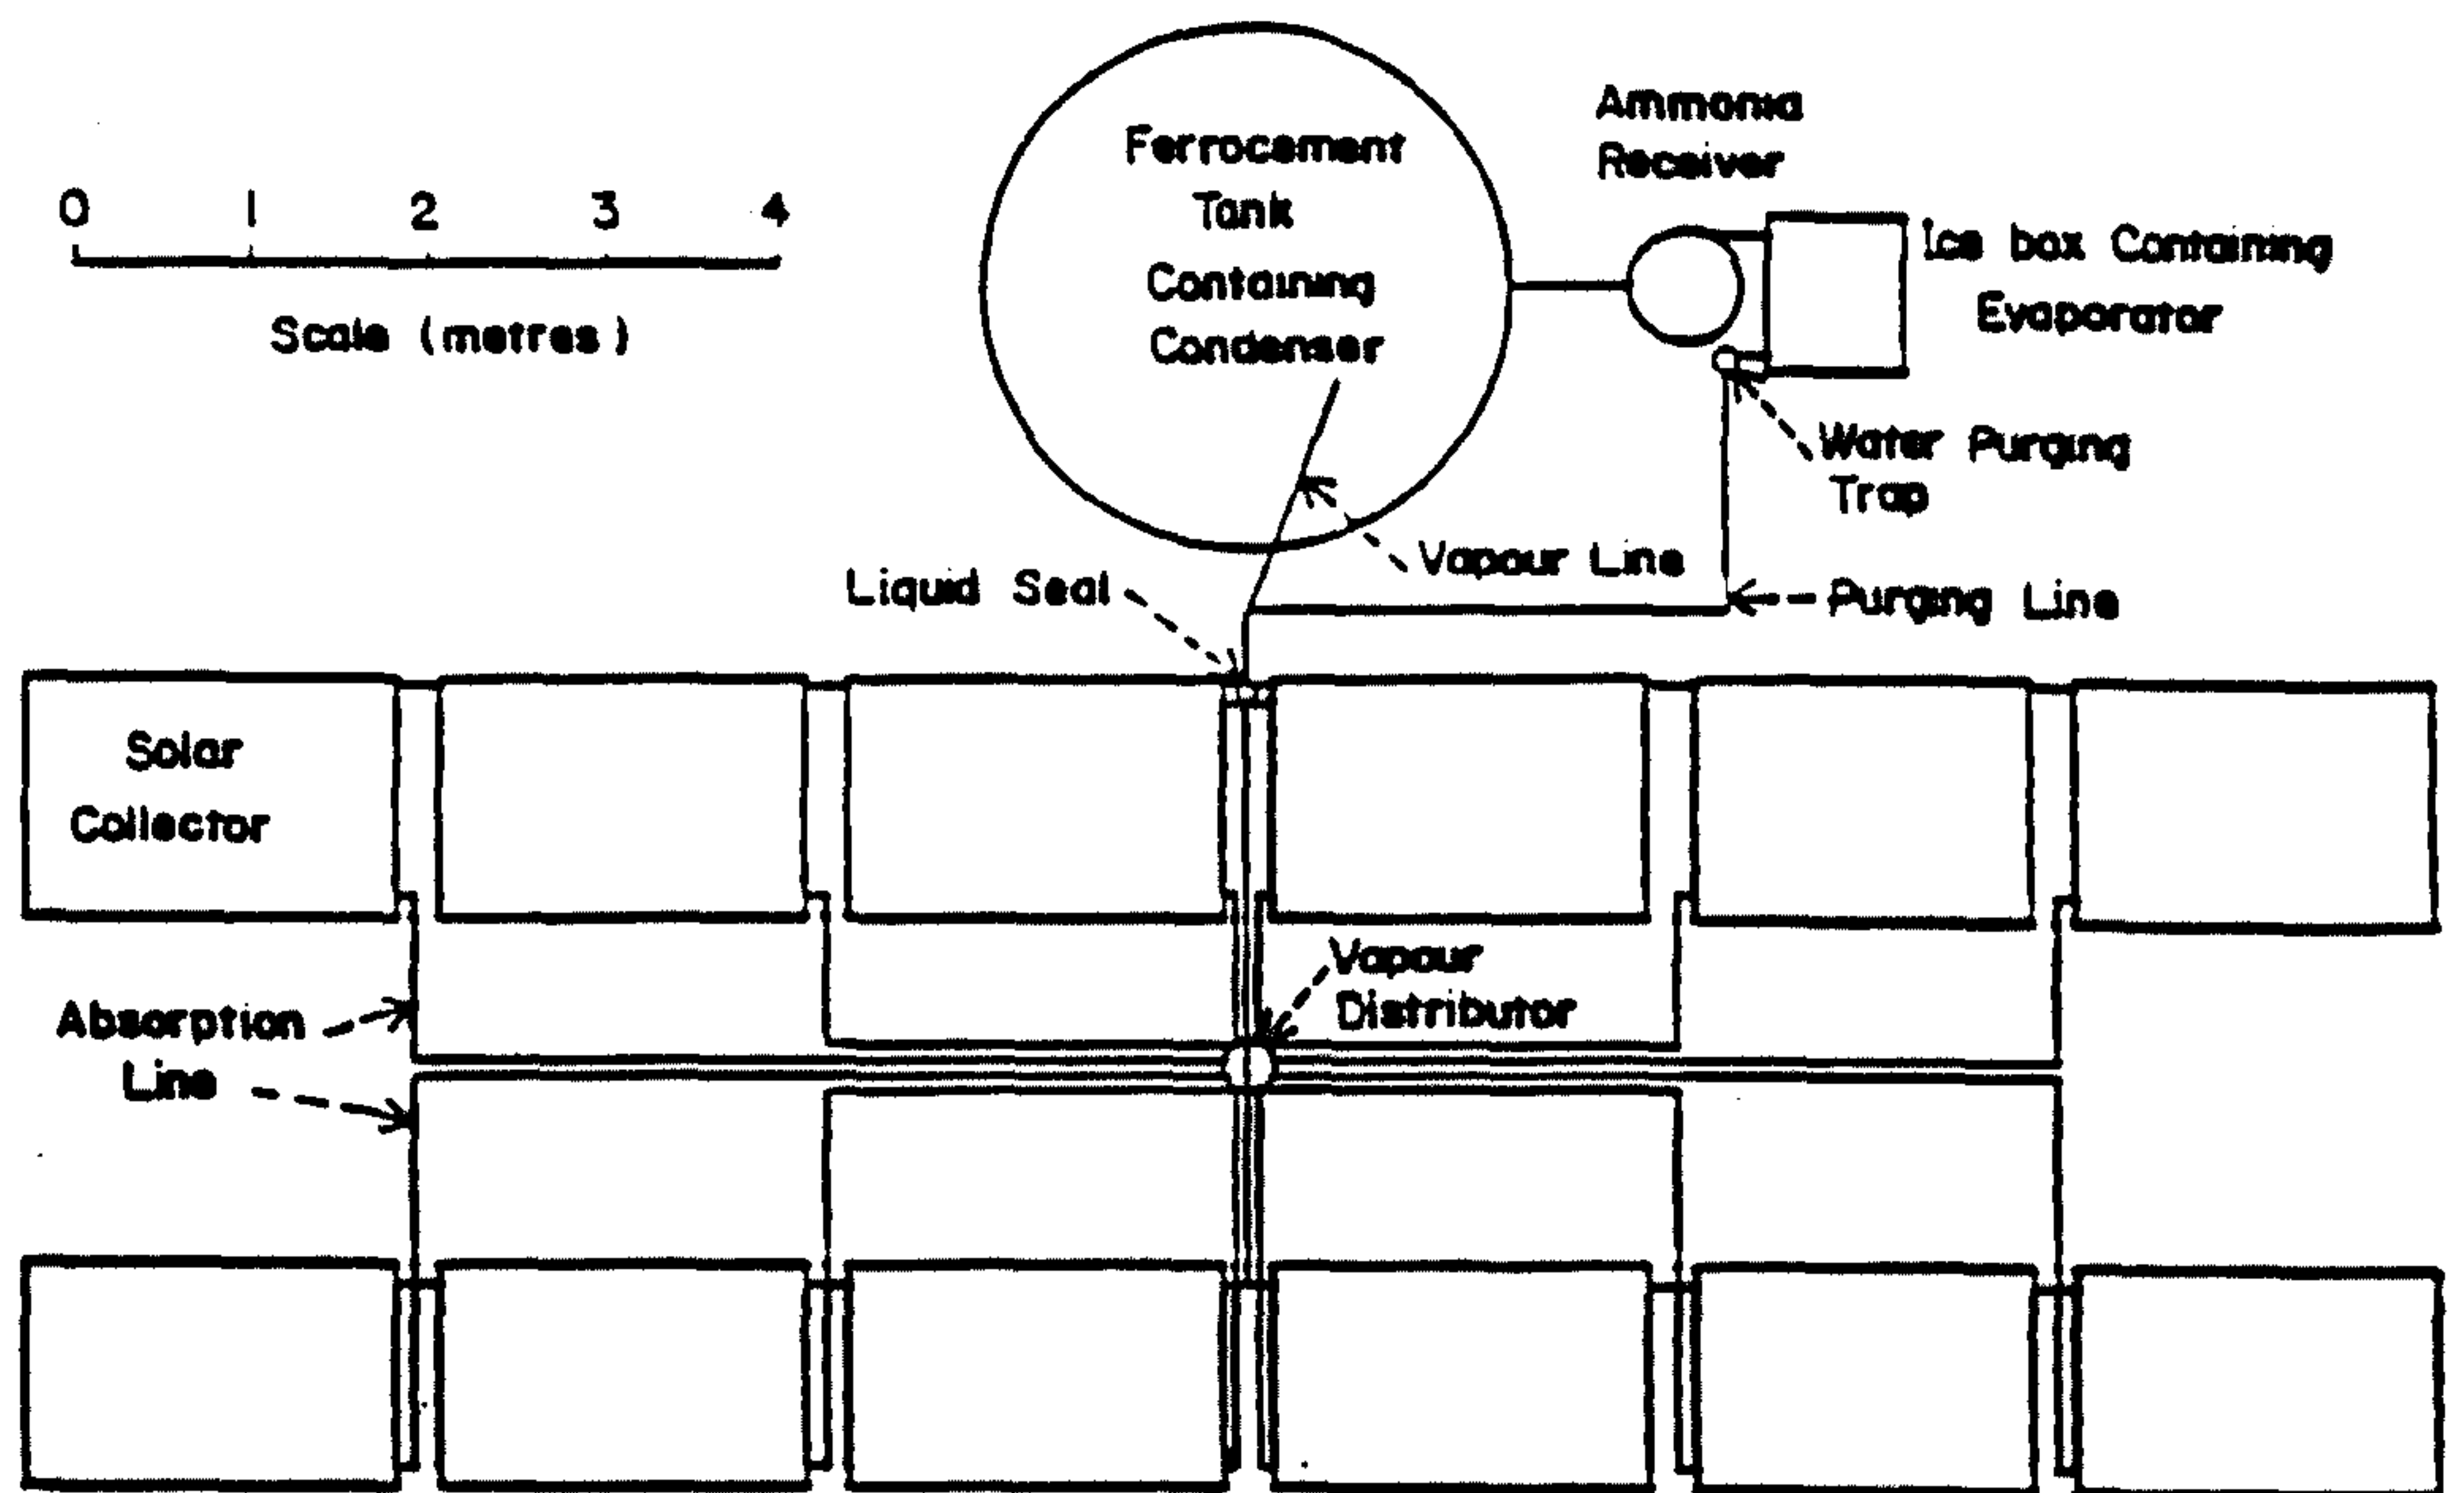 0 1 2 3 4
Scale (metres)
Ferrocement
Tank
Containing
Condenser
Ammonia
Receiver
Ice box Containing
Evaporator
Water Purging
Trap
Vapour Line
Purging Line
Liquid Seal
Solar
Collector
Vapour
Distributor
Absorption
Line